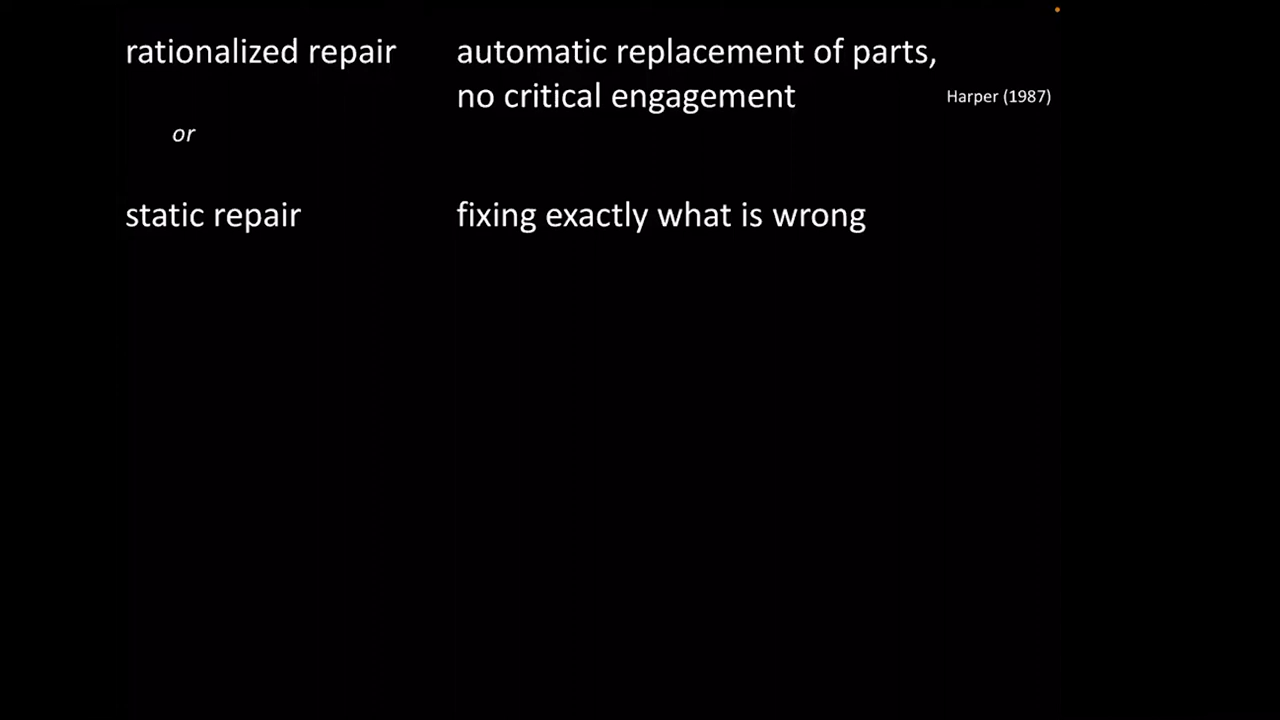 rationalized repair automatic replacement of parts,
no critical engagement Harper (1987)
or
static repair fixing exactly what is wrong